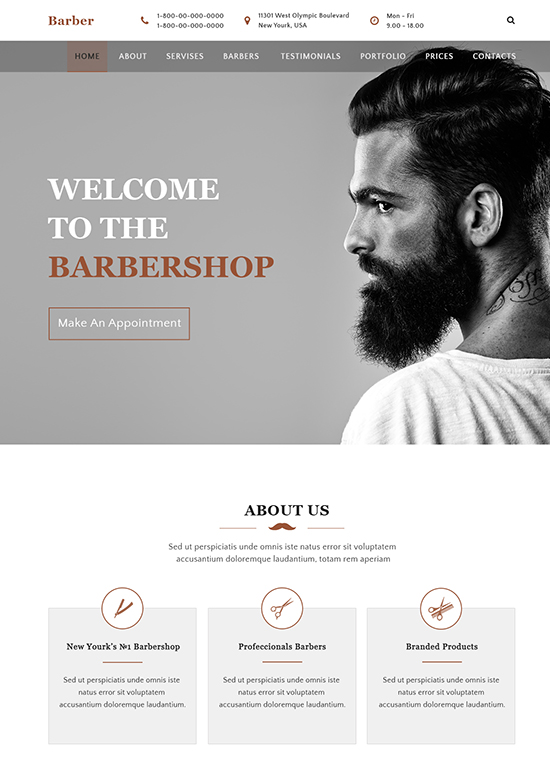 Barber
1-800-00-000-0000
1-800-00-000-0000
11301 West Olympic Boulevard
New York, USA
Mon - Fri
9.00 - 18.00
HOME ABOUT SERVISES BARBERS TESTIMONIALS PORTFOLIO PRICES CONTACTS
WELCOME
TO THE
BARBERSHOP
Make An Appointment
ABOUT US
Sed ut perspiciatis unde omnis iste natus error sit voluptatem
accusantium doloremque laudantium, totam rem aperiam
New Yourk's №1 Barbershop
Sed ut perspiciatis unde omnis iste
natus error sit voluptatem
accusantium doloremque laudantium.
Profeccionals Barbers
Sed ut perspiciatis unde omnis iste
natus error sit voluptatem
accusantium doloremque laudantium.
Branded Products
Sed ut perspiciatis unde omnis iste
natus error sit voluptatem
accusantium doloremque laudantium.